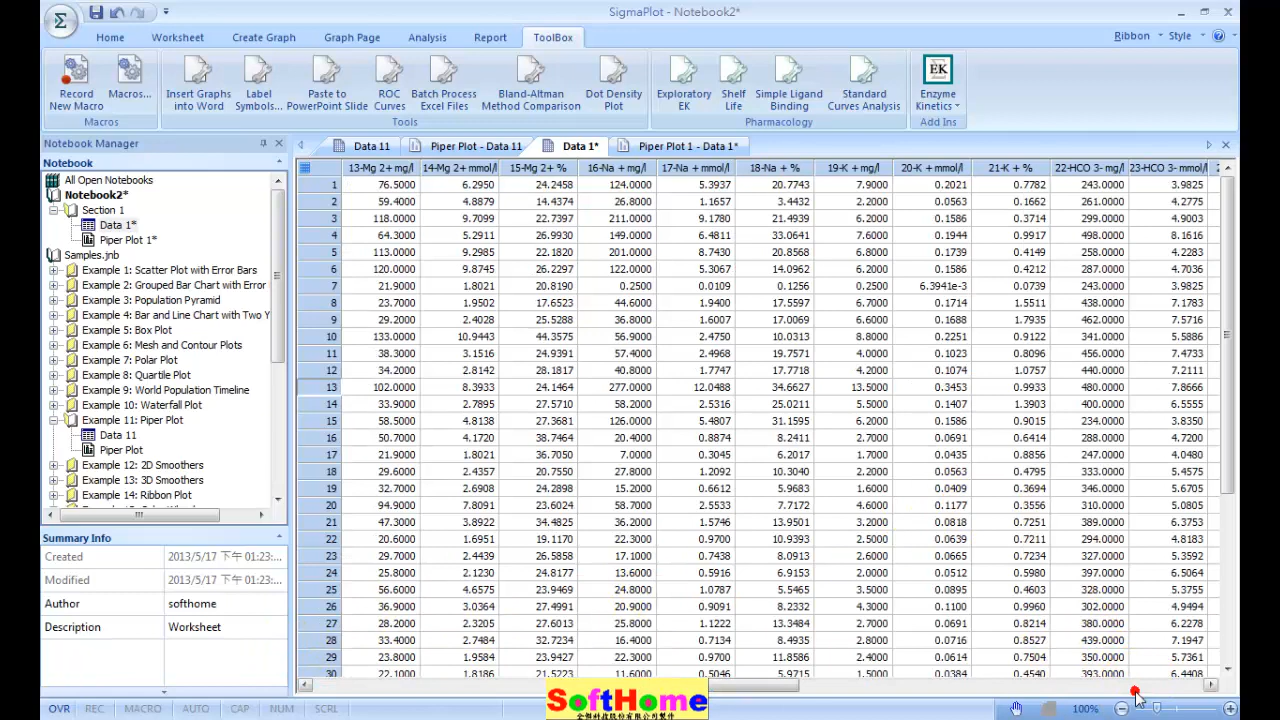 SigmaPlot - Notebook2*
Home Worksheet Create Graph Graph Page Analysis Report ToolBox Ribbon Style
Record New Macro Macros... Insert Graphs into Word Label Symbols... Paste to PowerPoint Slide ROC Curves Batch Process Excel Files Bland-Altman Method Comparison Dot Density Plot Exploratory EK Shelf Life Simple Ligand Binding Standard Curves Analysis EK Enzyme Kinetics
Macros Tools Pharmacology Add Ins
Notebook Manager
Data 11 Piper Plot - Data 11 Data 1* Piper Plot 1 - Data 1*
Notebook
All Open Notebooks
Notebook2*
Section 1
Data 1*
Piper Plot 1*
Samples.jnb
Example 1: Scatter Plot with Error Bars
Example 2: Grouped Bar Chart with Error
Example 3: Population Pyramid
Example 4: Bar and Line Chart with Two Y
Example 5: Box Plot
Example 6: Mesh and Contour Plots
Example 7: Polar Plot
Example 8: Quartile Plot
Example 9: World Population Timeline
Example 10: Waterfall Plot
Example 11: Piper Plot
Data 11
Piper Plot
Example 12: 2D Smoothers
Example 13: 3D Smoothers
Example 14: Ribbon Plot
Summary Info
Created 2013/5/17 下午 01:23:...
Modified 2013/5/17 下午 01:23:...
Author softhome
Description Worksheet
13-Mg 2+ mg/l 14-Mg 2+ mmol/l 15-Mg 2+ % 16-Na + mg/l 17-Na + mmol/l 18-Na + % 19-K + mg/l 20-K + mmol/l 21-K + % 22-HCO 3- mg/l 23-HCO 3- mmol/l
1 76.5000 6.2950 24.2458 124.0000 5.3937 20.7743 7.9000 0.2021 0.7782 243.0000 3.9825
2 59.4000 4.8879 14.4374 26.8000 1.1657 3.4432 2.2000 0.0563 0.1662 261.0000 4.2775
3 118.0000 9.7099 22.7397 211.0000 9.1780 21.4939 6.2000 0.1586 0.3714 299.0000 4.9003
4 64.3000 5.2911 26.9930 149.0000 6.4811 33.0641 7.6000 0.1944 0.9917 498.0000 8.1616
5 113.0000 9.2985 22.1820 201.0000 8.7430 20.8568 6.8000 0.1739 0.4149 258.0000 4.2283
6 120.0000 9.8745 26.2297 122.0000 5.3067 14.0962 6.2000 0.1586 0.4212 287.0000 4.7036
7 21.9000 1.8021 20.8190 0.2500 0.0109 0.1256 0.2500 6.3941e-3 0.0739 243.0000 3.9825
8 23.7000 1.9502 17.6523 44.6000 1.9400 17.5597 6.7000 0.1714 1.5511 438.0000 7.1783
9 29.2000 2.4028 25.5288 36.8000 1.6007 17.0069 6.6000 0.1688 1.7935 462.0000 7.5716
10 133.0000 10.9443 44.3575 56.9000 2.4750 10.0313 8.8000 0.2251 0.9122 341.0000 5.5886
11 38.3000 3.1516 24.9391 57.4000 2.4968 19.7571 4.0000 0.1023 0.8096 456.0000 7.4733
12 34.2000 2.8142 28.1817 40.8000 1.7747 17.7718 4.2000 0.1074 1.0757 440.0000 7.2111
13 102.0000 8.3933 24.1464 277.0000 12.0488 34.6627 13.5000 0.3453 0.9933 480.0000 7.8666
14 33.9000 2.7895 27.5710 58.2000 2.5316 25.0211 5.5000 0.1407 1.3903 400.0000 6.5555
15 58.5000 4.8138 27.3681 126.0000 5.4807 31.1595 6.2000 0.1586 0.9015 234.0000 3.8350
16 50.7000 4.1720 38.7464 20.4000 0.8874 8.2411 2.7000 0.0691 0.6414 288.0000 4.7200
17 21.9000 1.8021 36.7050 7.0000 0.3045 6.2017 1.7000 0.0435 0.8856 247.0000 4.0480
18 29.6000 2.4357 20.7550 27.8000 1.2092 10.3040 2.2000 0.0563 0.4795 333.0000 5.4575
19 32.7000 2.6908 24.2898 15.2000 0.6612 5.9683 1.6000 0.0409 0.3694 346.0000 5.6705
20 94.9000 7.8091 23.6024 58.7000 2.5533 7.7172 4.6000 0.1177 0.3556 310.0000 5.0805
21 47.3000 3.8922 34.4825 36.2000 1.5746 13.9501 3.2000 0.0818 0.7251 389.0000 6.3753
22 20.6000 1.6951 19.1170 22.3000 0.9700 10.9393 2.5000 0.0639 0.7211 294.0000 4.8183
23 29.7000 2.4439 26.5858 17.1000 0.7438 8.0913 2.6000 0.0665 0.7234 327.0000 5.3592
24 25.8000 2.1230 24.8177 13.6000 0.5916 6.9153 2.0000 0.0512 0.5980 397.0000 6.5064
25 56.6000 4.6575 23.9469 24.8000 1.0787 5.5465 3.5000 0.0895 0.4603 328.0000 5.3755
26 36.9000 3.0364 27.4991 20.9000 0.9091 8.2332 4.3000 0.1100 0.9960 302.0000 4.9494
27 28.2000 2.3205 27.6013 25.8000 1.1222 13.3484 2.7000 0.0691 0.8214 380.0000 6.2278
28 33.4000 2.7484 32.7234 16.4000 0.7134 8.4935 2.8000 0.0716 0.8527 439.0000 7.1947
29 23.8000 1.9584 23.9427 22.3000 0.9700 11.8586 2.4000 0.0614 0.7504 350.0000 5.7361
30 22.1000 1.8186 21.5223 11.6000 0.5046 5.9715 1.5000 0.0384 0.4540 393.0000 6.4408
SoftHome
OVR REC MACRO AUTO CAP NUM SCRL 100%